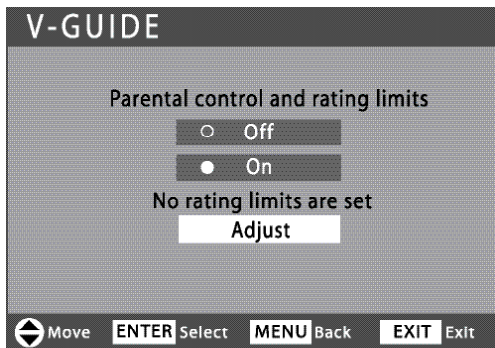 V-GUIDE
Parental control and rating limits
Off
On
No rating limits are set
Adjust
Move ENTER Select MENU Back EXIT Exit